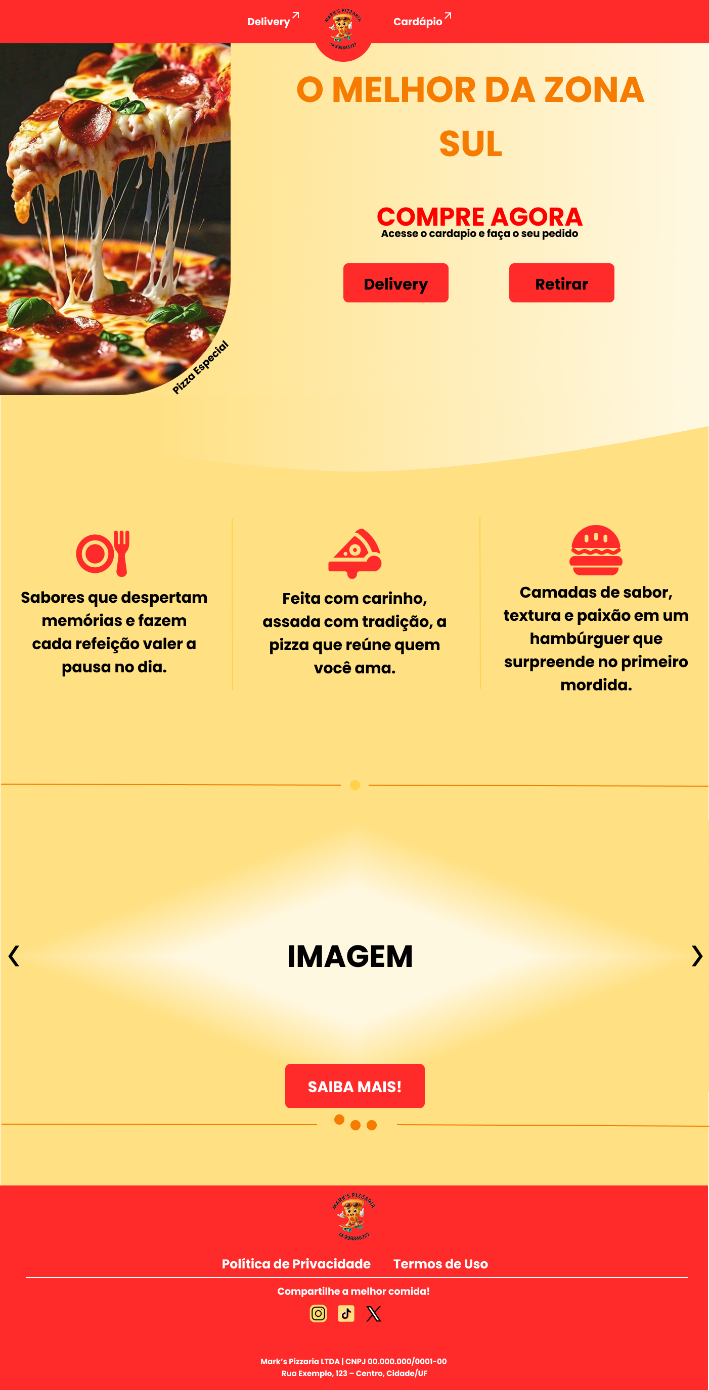 Delivery
MARK'S PIZZARIA
Cardápio
O MELHOR DA ZONA
SUL
COMPRE AGORA
Acesse o cardapio e faça o seu pedido
Delivery
Retirar
Pizza Especial
Sabores que despertam
memórias e fazem
cada refeição valer a
pausa no dia.
Feita com carinho,
assada com tradição, a
pizza que reúne quem
você ama.
Camadas de sabor,
textura e paixão em um
hambúrguer que
surpreende no primeiro
mordida.
IMAGEM
SAIBA MAIS!
MARK'S PIZZARIA
Política de Privacidade
Termos de Uso
Compartilhe a melhor comida!
Mark's Pizzaria LTDA | CNPJ 00.000.000/0001-00
Rua Exemplo, 123 – Centro, Cidade/UF